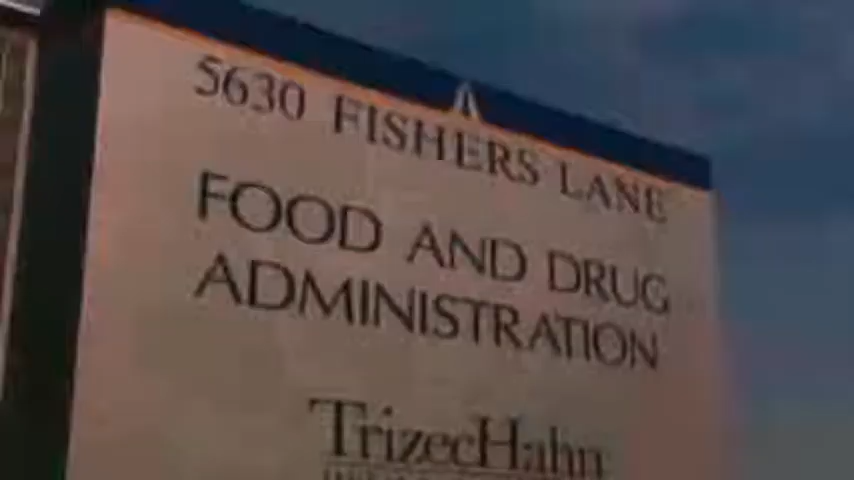 5630 FISHERS LANE
FOOD AND DRUG
ADMINISTRATION
TrizecHahn